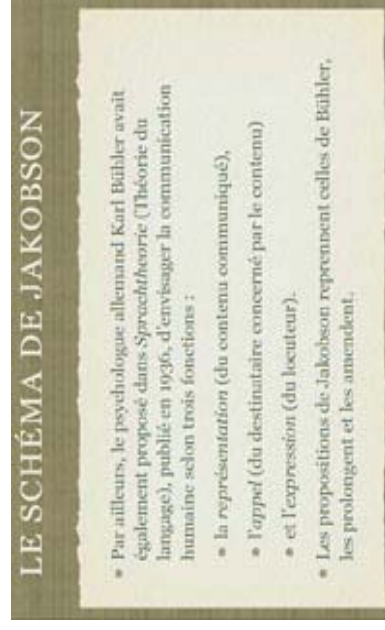 LE SCHÉMA DE JAKOBSON
• Par ailleurs, le psychologue allemand Karl Bühler avait
également proposé dans Sprachtheorie (Théorie du
langage), publié en 1936, d'envisager la communication
humaine selon trois fonctions :
• la représentation (du contenu communiqué),
• l'appel (du destinataire concerné par le contenu)
• et l'expression (du locuteur).
• Les propositions de Jakobson reprennent celles de Bühler,
les prolongent et les amendent.